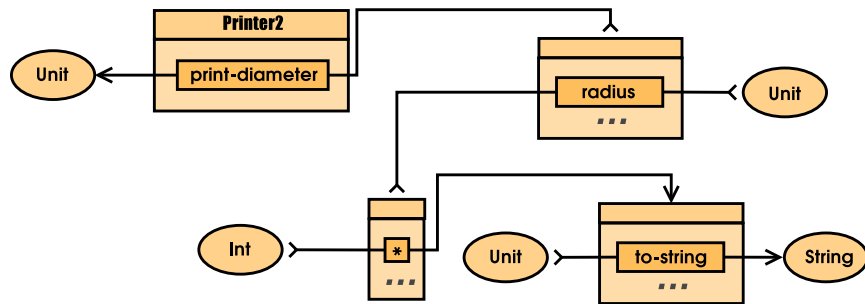 Printer2
Unit
print-diameter
radius
Unit
...
Int
*
...
Unit
to-string
String
...